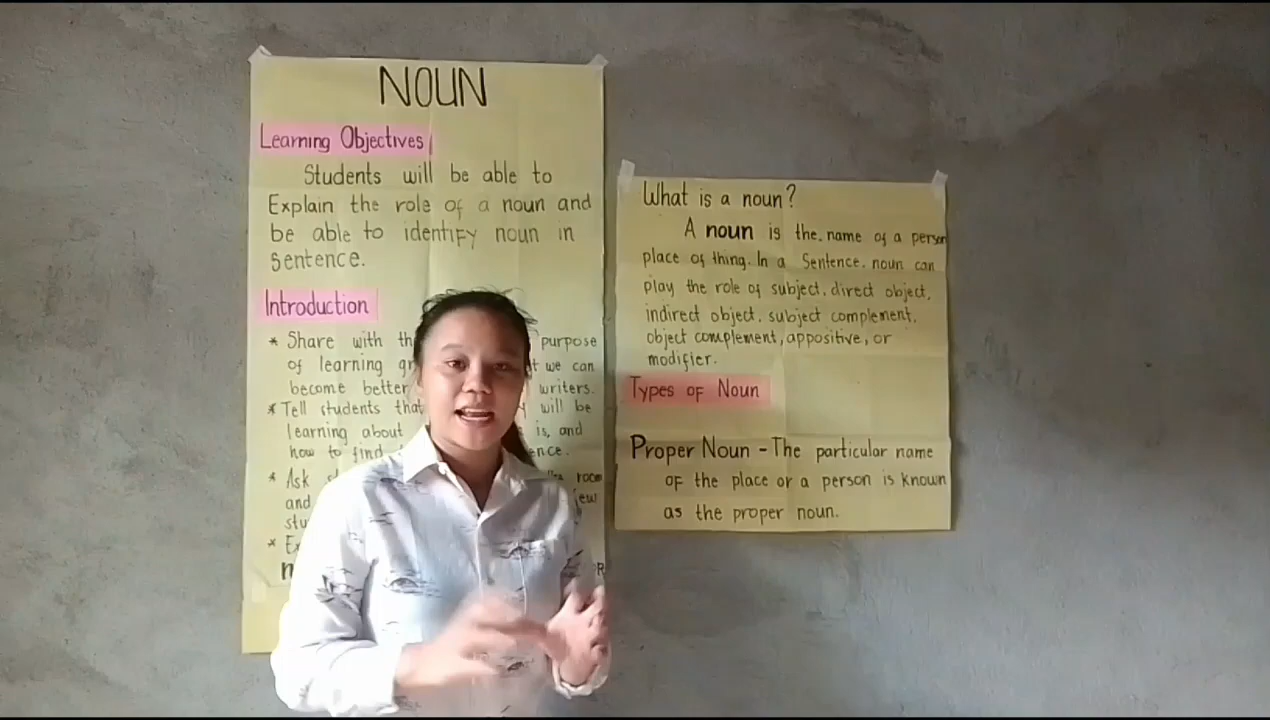 NOUN
Learning Objectives
Students will be able to
Explain the role of a noun and
be able to identify noun in
sentence.
Introduction
* Share with purpose
of learning we can
become better writers.
* Tell students that will be
learning about is, and
how to find
* Ask room
and few
What is a noun?
A noun is the. name of a person
place of thing. In a Sentence. noun can
play the role of subject, direct object,
indirect object, subject complement,
object complement, appositive, or
modifier.
Types of Noun
Proper Noun - The particular name
of the place or a person is known
as the proper noun.